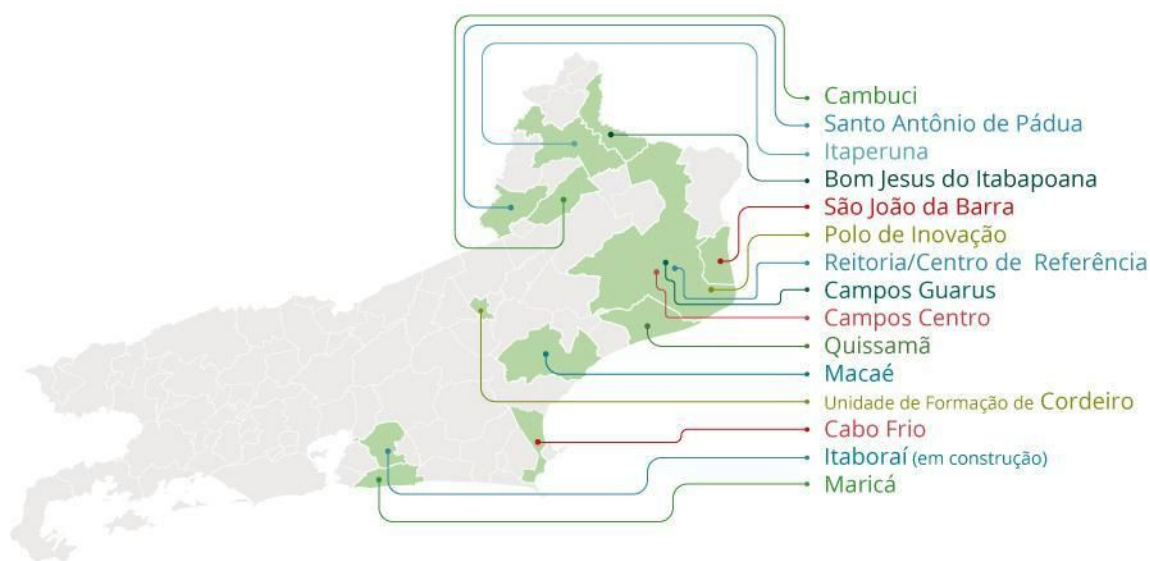 Cambuci
Santo Antônio de Pádua
Itaperuna
Bom Jesus do Itabapoana
São João da Barra
Polo de Inovação
Reitoria/Centro de Referência
Campos Guarus
Campos Centro
Quissamã
Macaé
Unidade de Formação de Cordeiro
Cabo Frio
Itaboraí (em construção)
Maricá